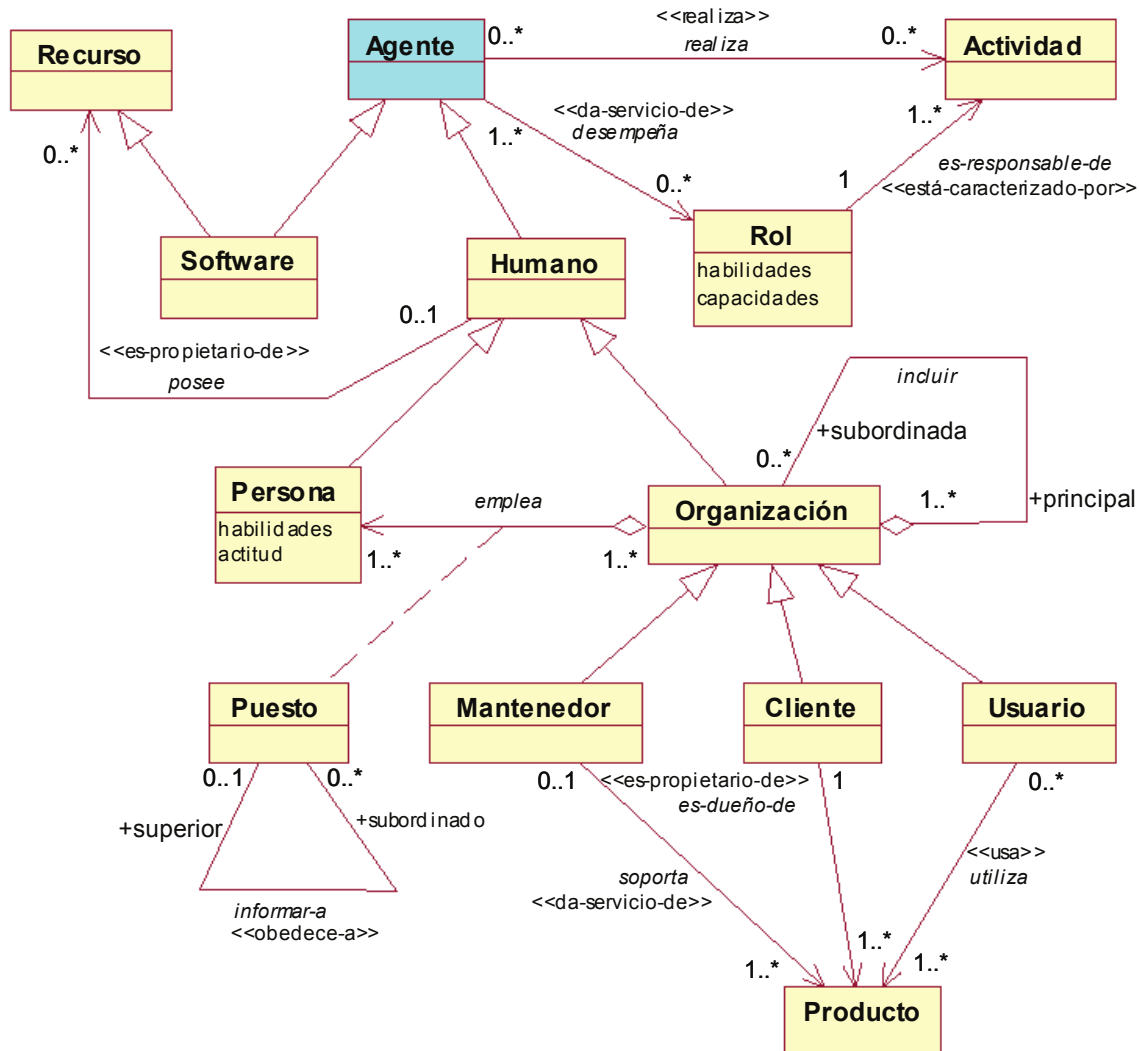 Recurso
Agente
0..*
<<realiza>>
realiza
0..*
Actividad
0..*
1..*
<<da-servicio-de>>
desempeña
0..*
1..*
es-responsable-de
1
<<está-caracterizado-por>>
Software
Humano
Rol
habilidades
capacidades
0..1
<<es-propietario-de>>
posee
incluir
+subordinada
0..*
Persona
habilidades
actitud
emplea
1..*
1..*
Organización
1..*
+principal
Puesto
Mantenedor
Cliente
Usuario
0..1
0..*
+superior
+subordinado
informar-a
<<obedece-a>>
0..1
<<es-propietario-de>>
es-dueño-de
1
0..*
soporta
<<da-servicio-de>>
<<usa>>
utiliza
1..*
1..*
1..*
Producto